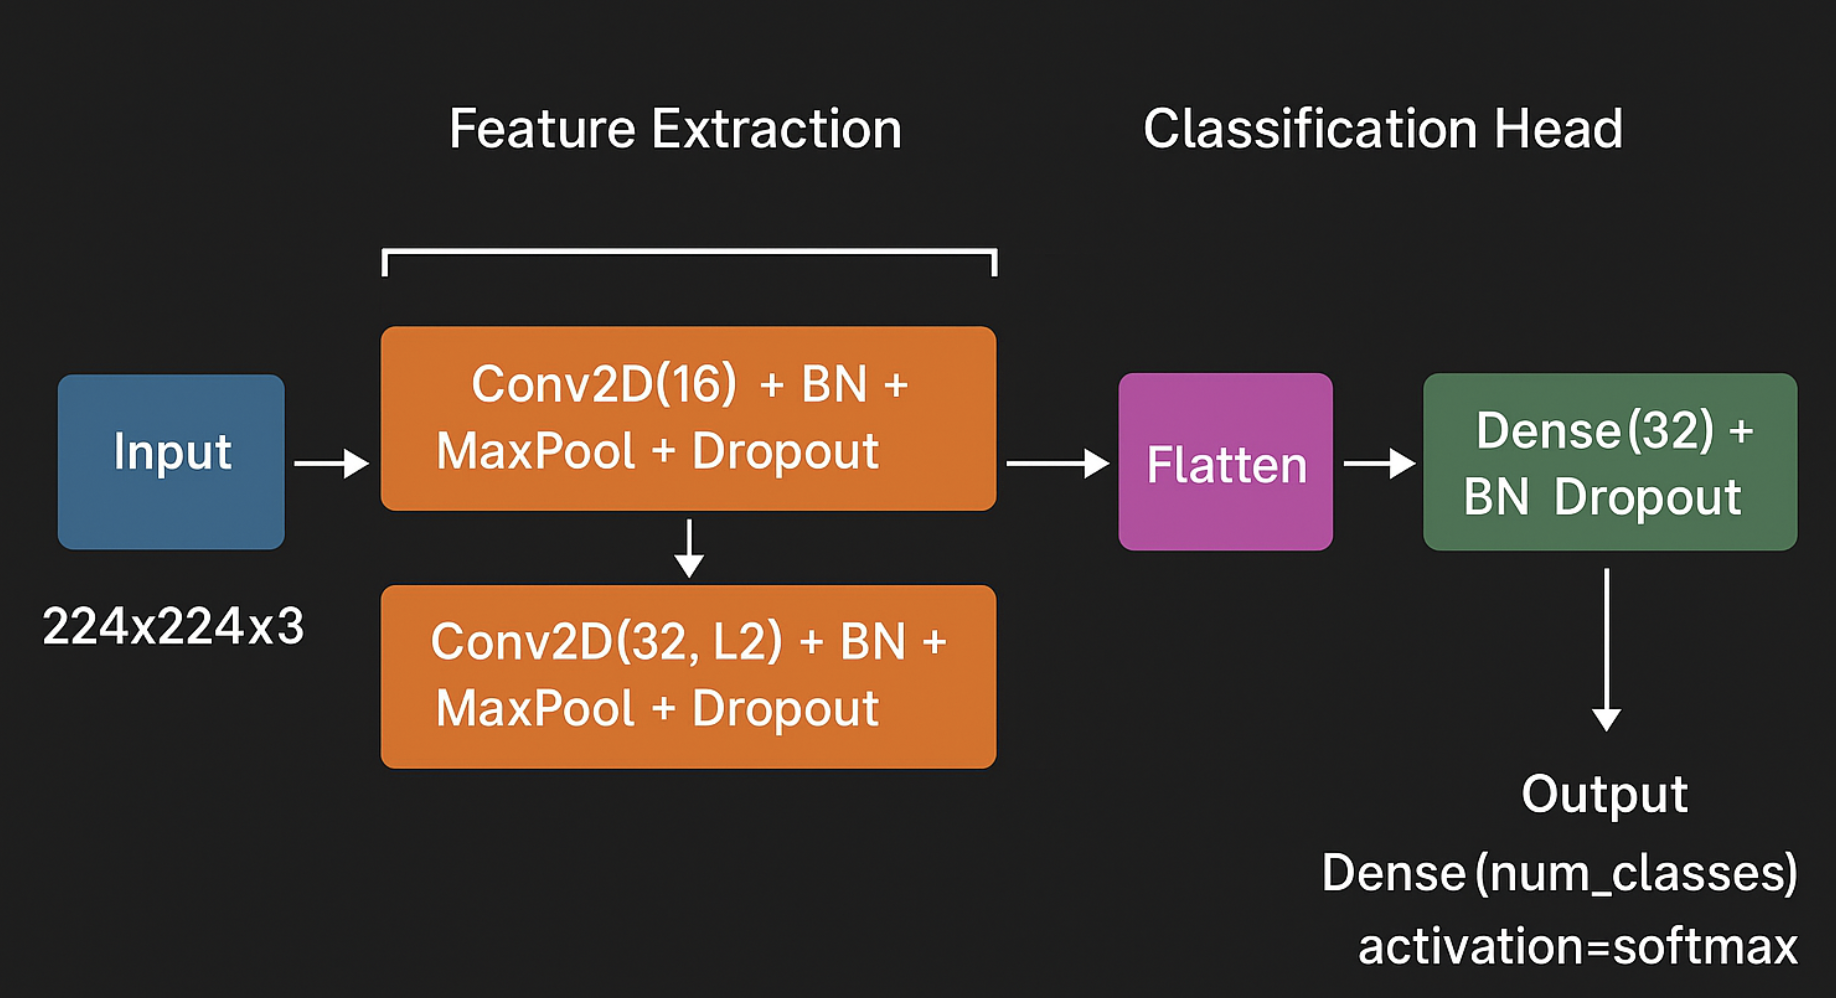 Feature Extraction
Classification Head
Input
224x224x3
Conv2D(16) + BN +
MaxPool + Dropout
Conv2D(32, L2) + BN +
MaxPool + Dropout
Flatten
Dense(32) +
BN Dropout
Output
Dense(num_classes)
activation=softmax